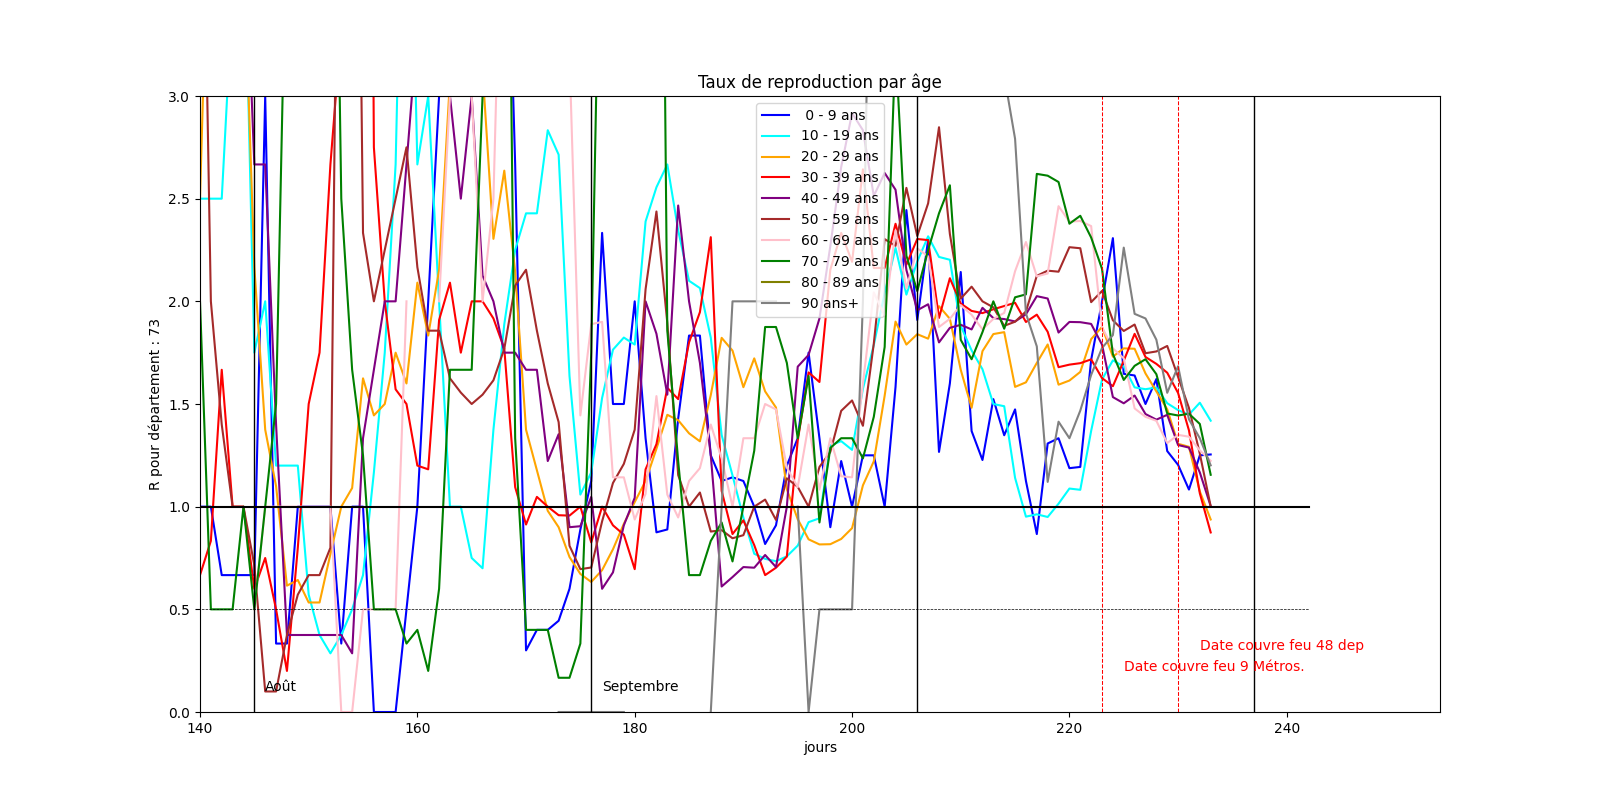 Taux de reproduction par âge
3.0
2.5
2.0
1.5
1.0
0.5
0.0
R pour département : 73
0 - 9 ans
10 - 19 ans
20 - 29 ans
30 - 39 ans
40 - 49 ans
50 - 59 ans
60 - 69 ans
70 - 79 ans
80 - 89 ans
90 ans+
Date couvre feu 48 dep
Date couvre feu 9 Métros.
Août
Septembre
140
160
180
200
220
240
jours